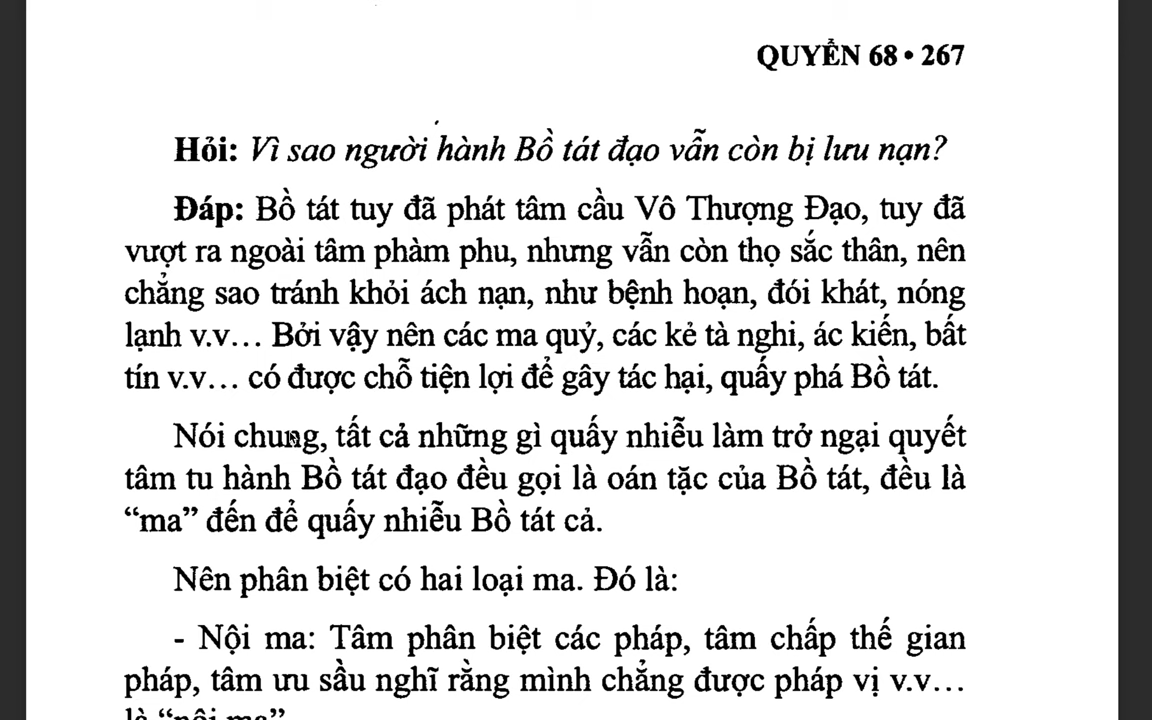 QUYỂN 68 • 267
Hỏi: Vì sao người hành Bồ tát đạo vẫn còn bị lưu nạn?
Đáp: Bồ tát tuy đã phát tâm cầu Vô Thượng Đạo, tuy đã
vượt ra ngoài tâm phàm phu, nhưng vẫn còn thọ sắc thân, nên
chẳng sao tránh khỏi ách nạn, như bệnh hoạn, đói khát, nóng
lạnh v.v... Bởi vậy nên các ma quỷ, các kẻ tà nghi, ác kiến, bất
tín v.v... có được chỗ tiện lợi để gây tác hại, quấy phá Bồ tát.
Nói chung, tất cả những gì quấy nhiễu làm trở ngại quyết
tâm tu hành Bồ tát đạo đều gọi là oán tặc của Bồ tát, đều là
“ma” đến để quấy nhiễu Bồ tát cả.
Nên phân biệt có hai loại ma. Đó là:
- Nội ma: Tâm phân biệt các pháp, tâm chấp thế gian
pháp, tâm ưu sầu nghĩ rằng mình chẳng được pháp vị v.v...
là “nội ma”